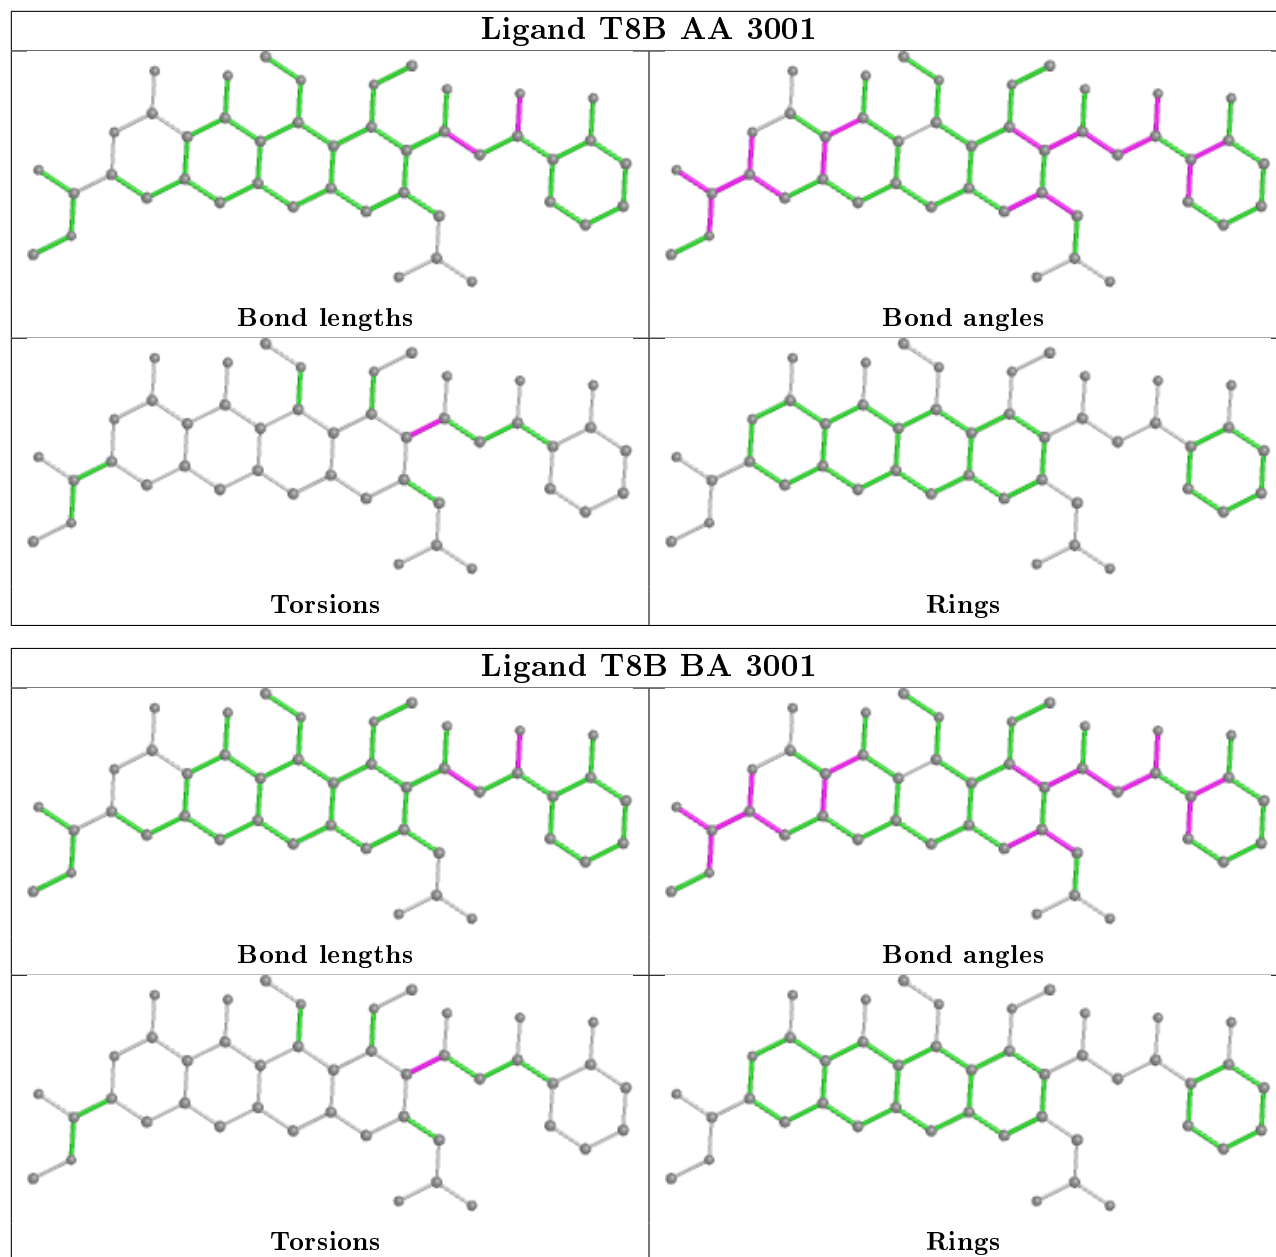 Ligand T8B AA 3001
Bond lengths
Bond angles
Torsions
Rings
Ligand T8B BA 3001
Bond lengths
Bond angles
Torsions
Rings